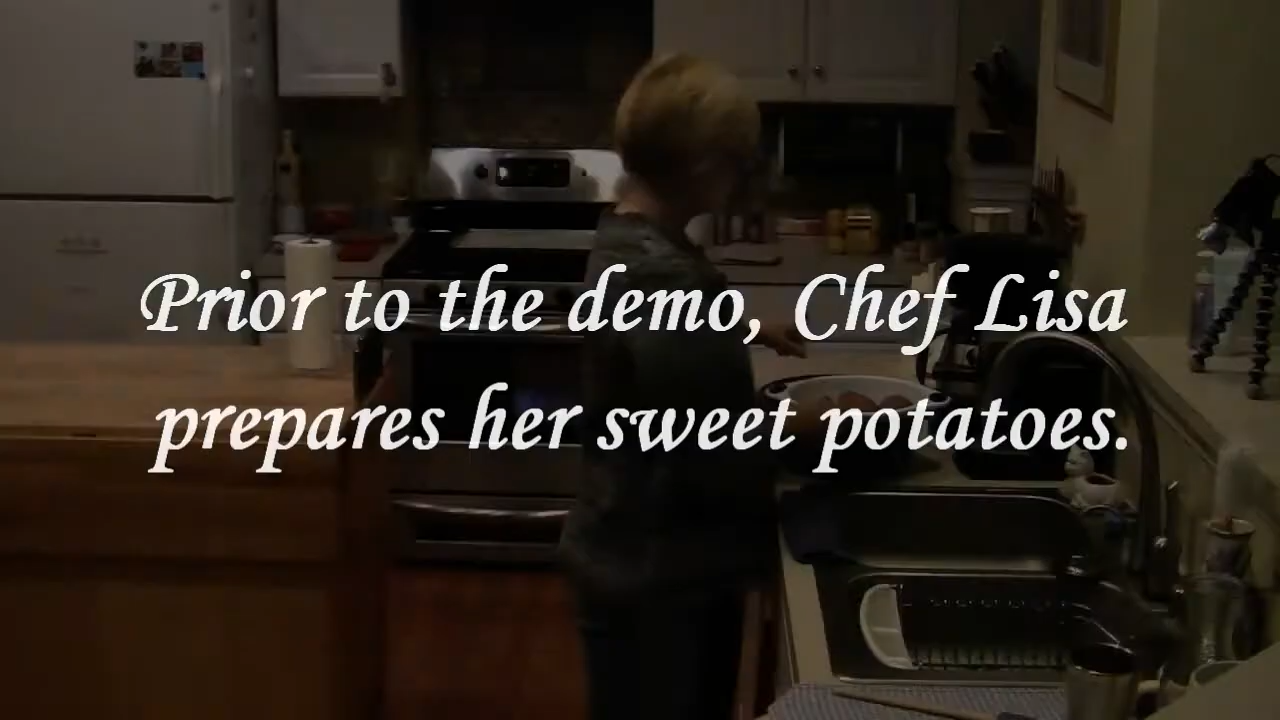 Prior to the demo, Chef Lisa
prepares her sweet potatoes.